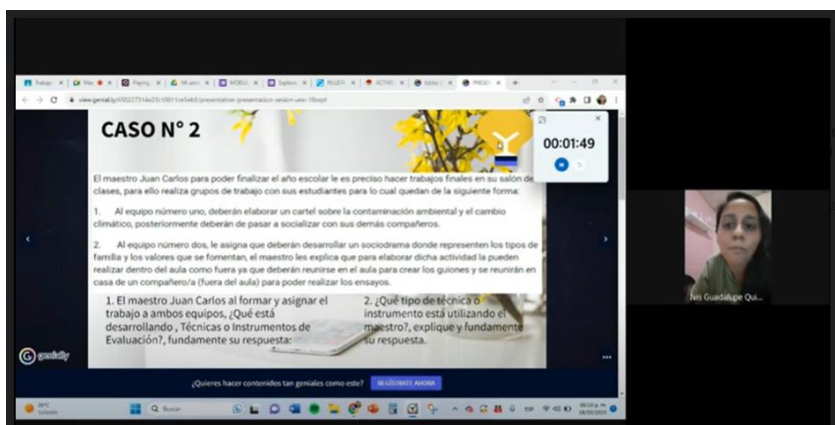 view.genial.ly/
CASO N° 2
00:01:49
El maestro Juan Carlos para poder finalizar el año escolar le es preciso hacer trabajos finales en su salón de
clases, para ello realiza grupos de trabajo con sus estudiantes para lo cual quedan de la siguiente forma:
1. Al equipo número uno, deberán elaborar un cartel sobre la contaminación ambiental y el cambio
climático, posteriormente deberán de pasar a socializar con sus demás compañeros.
2. Al equipo número dos, le asigna que deberán desarrollar un sociodrama donde representen los tipos de
familia y los valores que se fomentan, el maestro les explica que para elaborar dicha actividad la pueden
realizar dentro del aula como fuera ya que deberán reunirse en el aula para crear los guiones y se reunirán en
casa de un compañero/a (fuera del aula) para poder realizar los ensayos.
1. El maestro Juan Carlos al formar y asignar el
trabajo a ambos equipos, ¿Qué está
desarrollando , Técnicas o Instrumentos de
Evaluación?, fundamente su respuesta:
2. ¿Qué tipo de técnica o
instrumento está utilizando el
maestro?, explique y fundamente
su respuesta.
genially
¿Quieres hacer contenidos tan geniales como este?
REGÍSTRATE AHORA
Ivis Guadalupe Qui...
Buscar
ESP